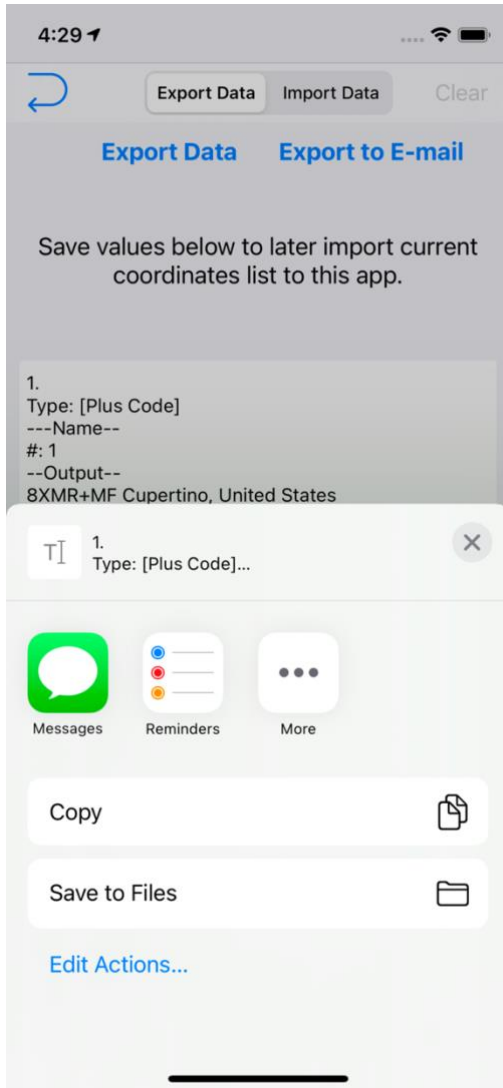 4:29
Export Data Import Data Clear
Export Data Export to E-mail
Save values below to later import current
coordinates list to this app.
1.
Type: [Plus Code]
---Name--
#: 1
--Output--
8XMR+MF Cupertino, United States
1.
Type: [Plus Code]...
Messages Reminders More
Copy
Save to Files
Edit Actions...